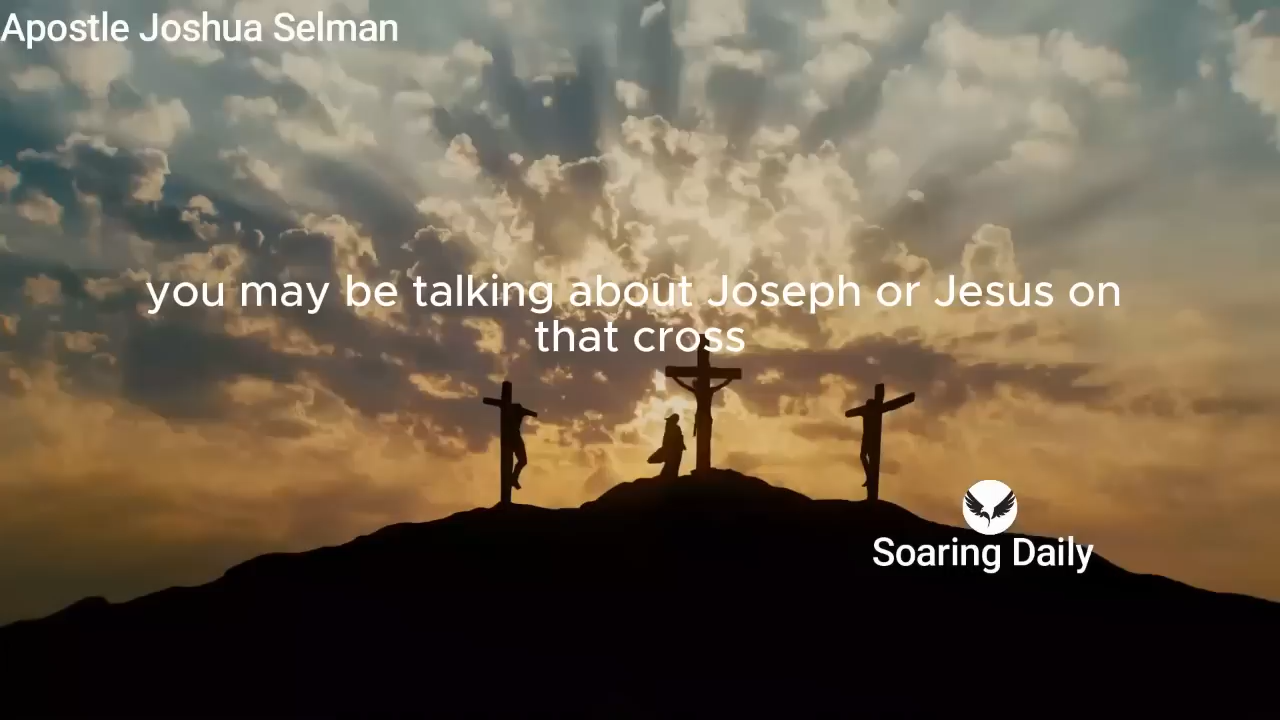 Apostle Joshua Selman
you may be talking about Joseph or Jesus on
that cross
Soaring Daily